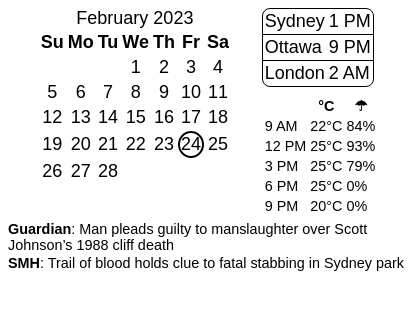 February 2023
Su Mo Tu We Th Fr Sa
1 2 3 4
5 6 7 8 9 10 11
12 13 14 15 16 17 18
19 20 21 22 23 24 25
26 27 28
Sydney 1 PM
Ottawa 9 PM
London 2 AM
°C ☂
9 AM 22°C 84%
12 PM 25°C 93%
3 PM 25°C 79%
6 PM 25°C 0%
9 PM 20°C 0%
Guardian: Man pleads guilty to manslaughter over Scott
Johnson's 1988 cliff death
SMH: Trail of blood holds clue to fatal stabbing in Sydney park